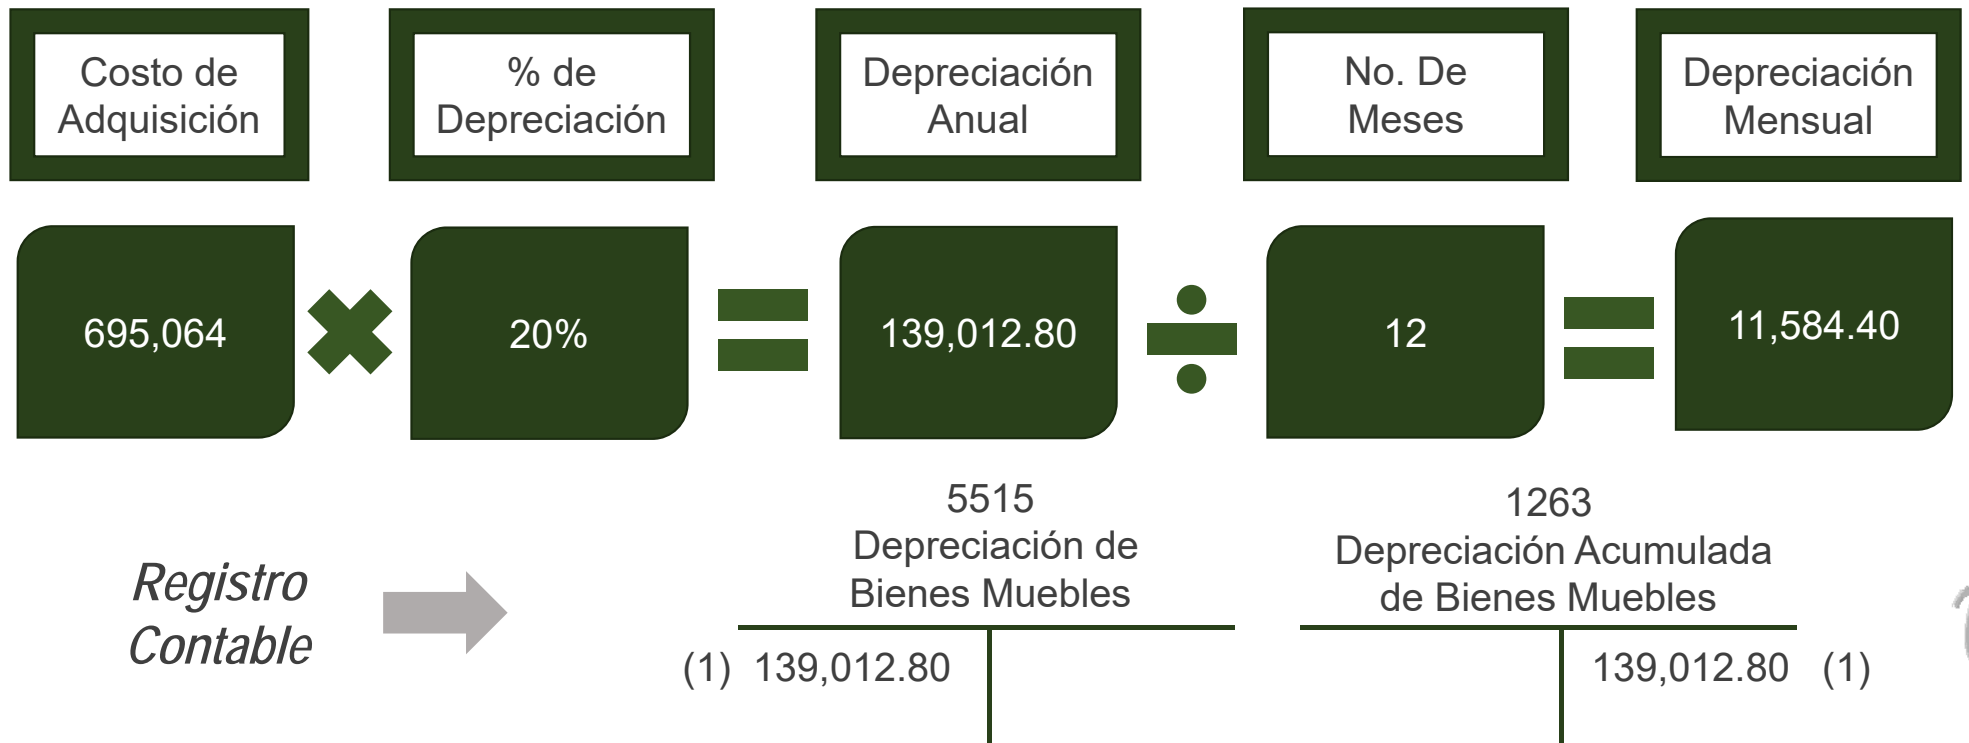 Costo de
Adquisición
% de
Depreciación
Depreciación
Anual
No. De
Meses
Depreciación
Mensual
695,064
20%
139,012.80
12
11,584.40
Registro
Contable
5515
Depreciación de
Bienes Muebles
(1) 139,012.80
1263
Depreciación Acumulada
de Bienes Muebles
139,012.80 (1)